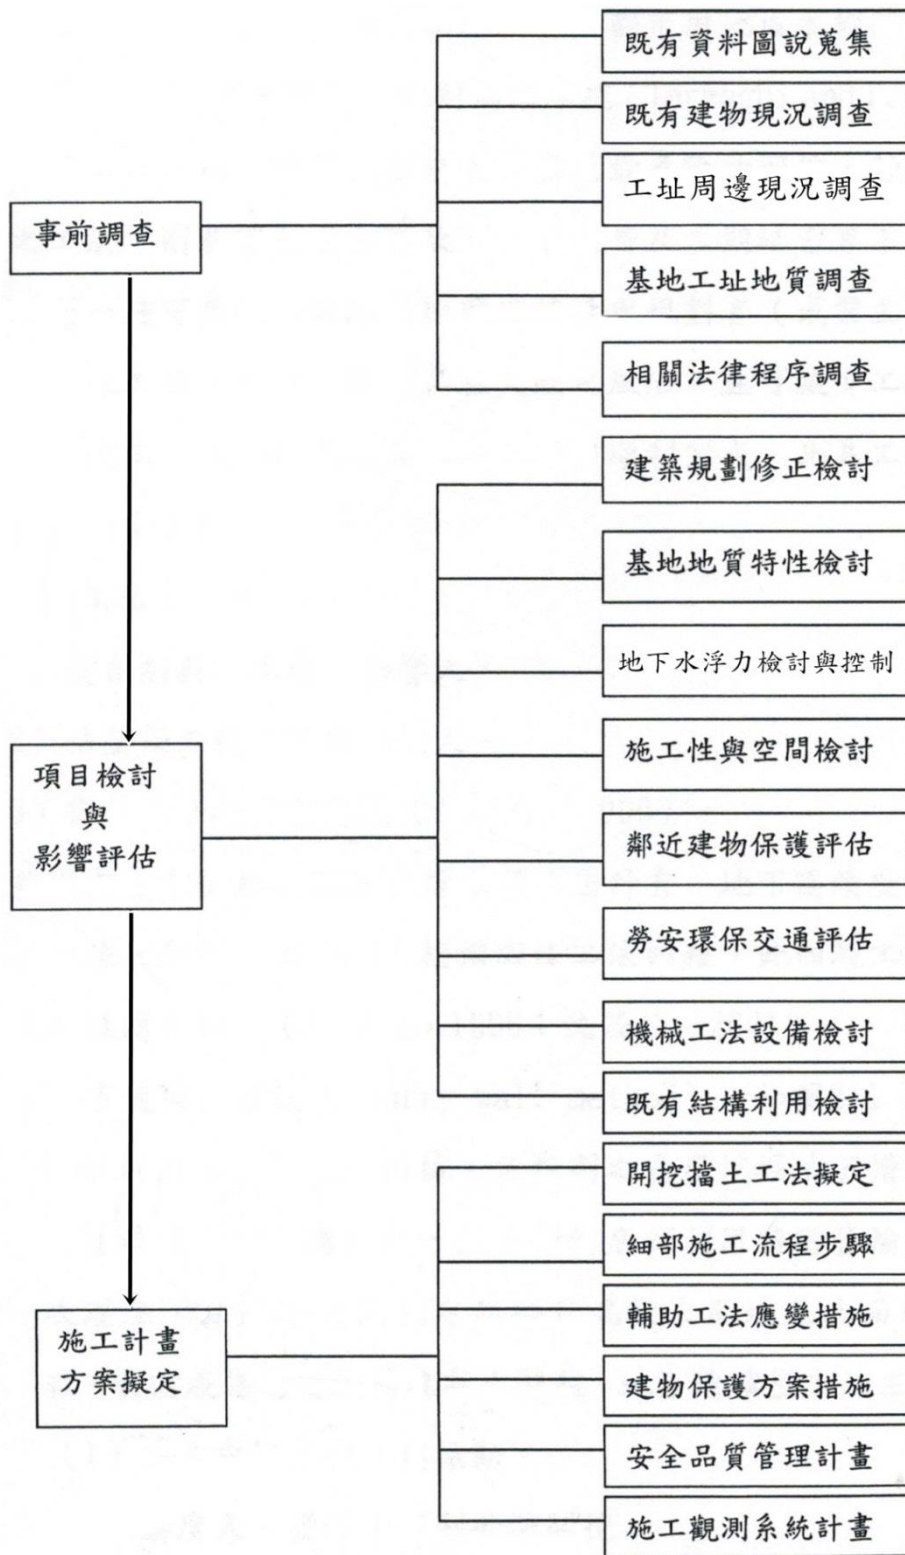 事前調查
既有資料圖說蒐集
既有建物現況調查
工址周邊現況調查
基地工址地質調查
相關法律程序調查
項目檢討
與
影響評估
建築規劃修正檢討
基地地質特性檢討
地下水浮力檢討與控制
施工性與空間檢討
鄰近建物保護評估
勞安環保交通評估
機械工法設備檢討
既有結構利用檢討
施工計畫
方案擬定
開挖擋土工法擬定
細部施工流程步驟
輔助工法應變措施
建物保護方案措施
安全品質管理計畫
施工觀測系統計畫